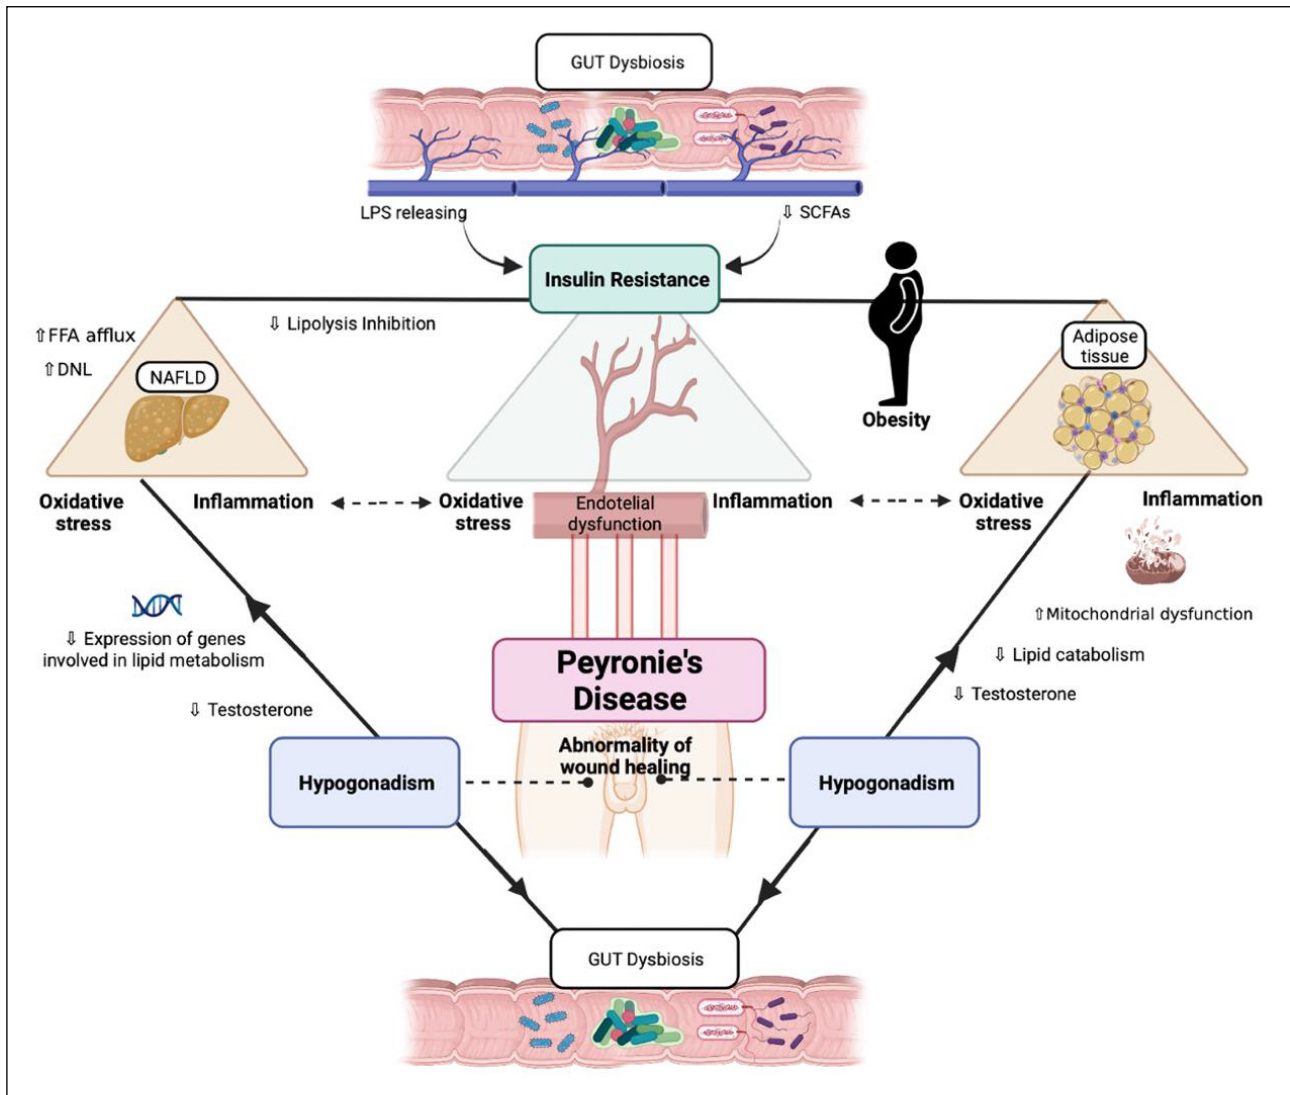 GUT Dysbiosis
LPS releasing
⇩ SCFAs
Insulin Resistance
⇩ Lipolysis Inhibition
⇧FFA afflux
⇧DNL
NAFLD
Adipose
tissue
Obesity
Oxidative
stress
Inflammation
Oxidative
stress
Endotelial
dysfunction
Inflammation
Oxidative
stress
Inflammation
⇧Mitochondrial dysfunction
⇩ Expression of genes
involved in lipid metabolism
⇩ Lipid catabolism
⇩ Testosterone
⇩ Testosterone
Peyronie's
Disease
Abnormality of
wound healing
Hypogonadism
Hypogonadism
GUT Dysbiosis